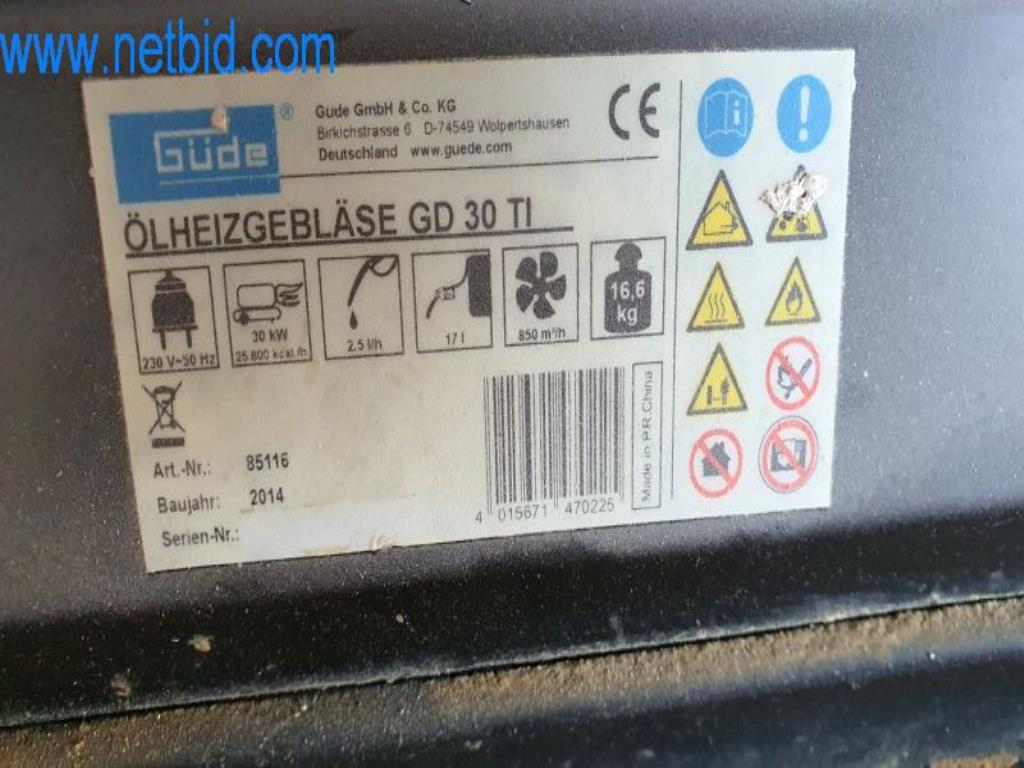 www.netbid.com
Güde ®
Güde GmbH & Co. KG
Birkichstrasse 6 D-74549 Wolpertshausen
Deutschland www.guede.com
CE
ÖLHEIZGEBLÄSE GD 30 TI
230 V~50 Hz
30 kW
25.800 kcal./h
2.5 l/h
17 l
850 m³/h
16,6
kg
Art.-Nr.: 85116
Baujahr: 2014
Serien-Nr.:
4 015671 470225
Made in P.R.China